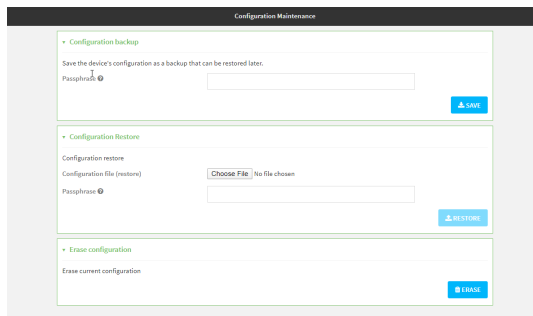 Configuration Maintenance
Configuration backup
Save the device's configuration as a backup that can be restored later.
Passphrase
SAVE
Configuration Restore
Configuration restore
Configuration file (restore) Choose File No file chosen
Passphrase
RESTORE
Erase configuration
Erase current configuration
ERASE